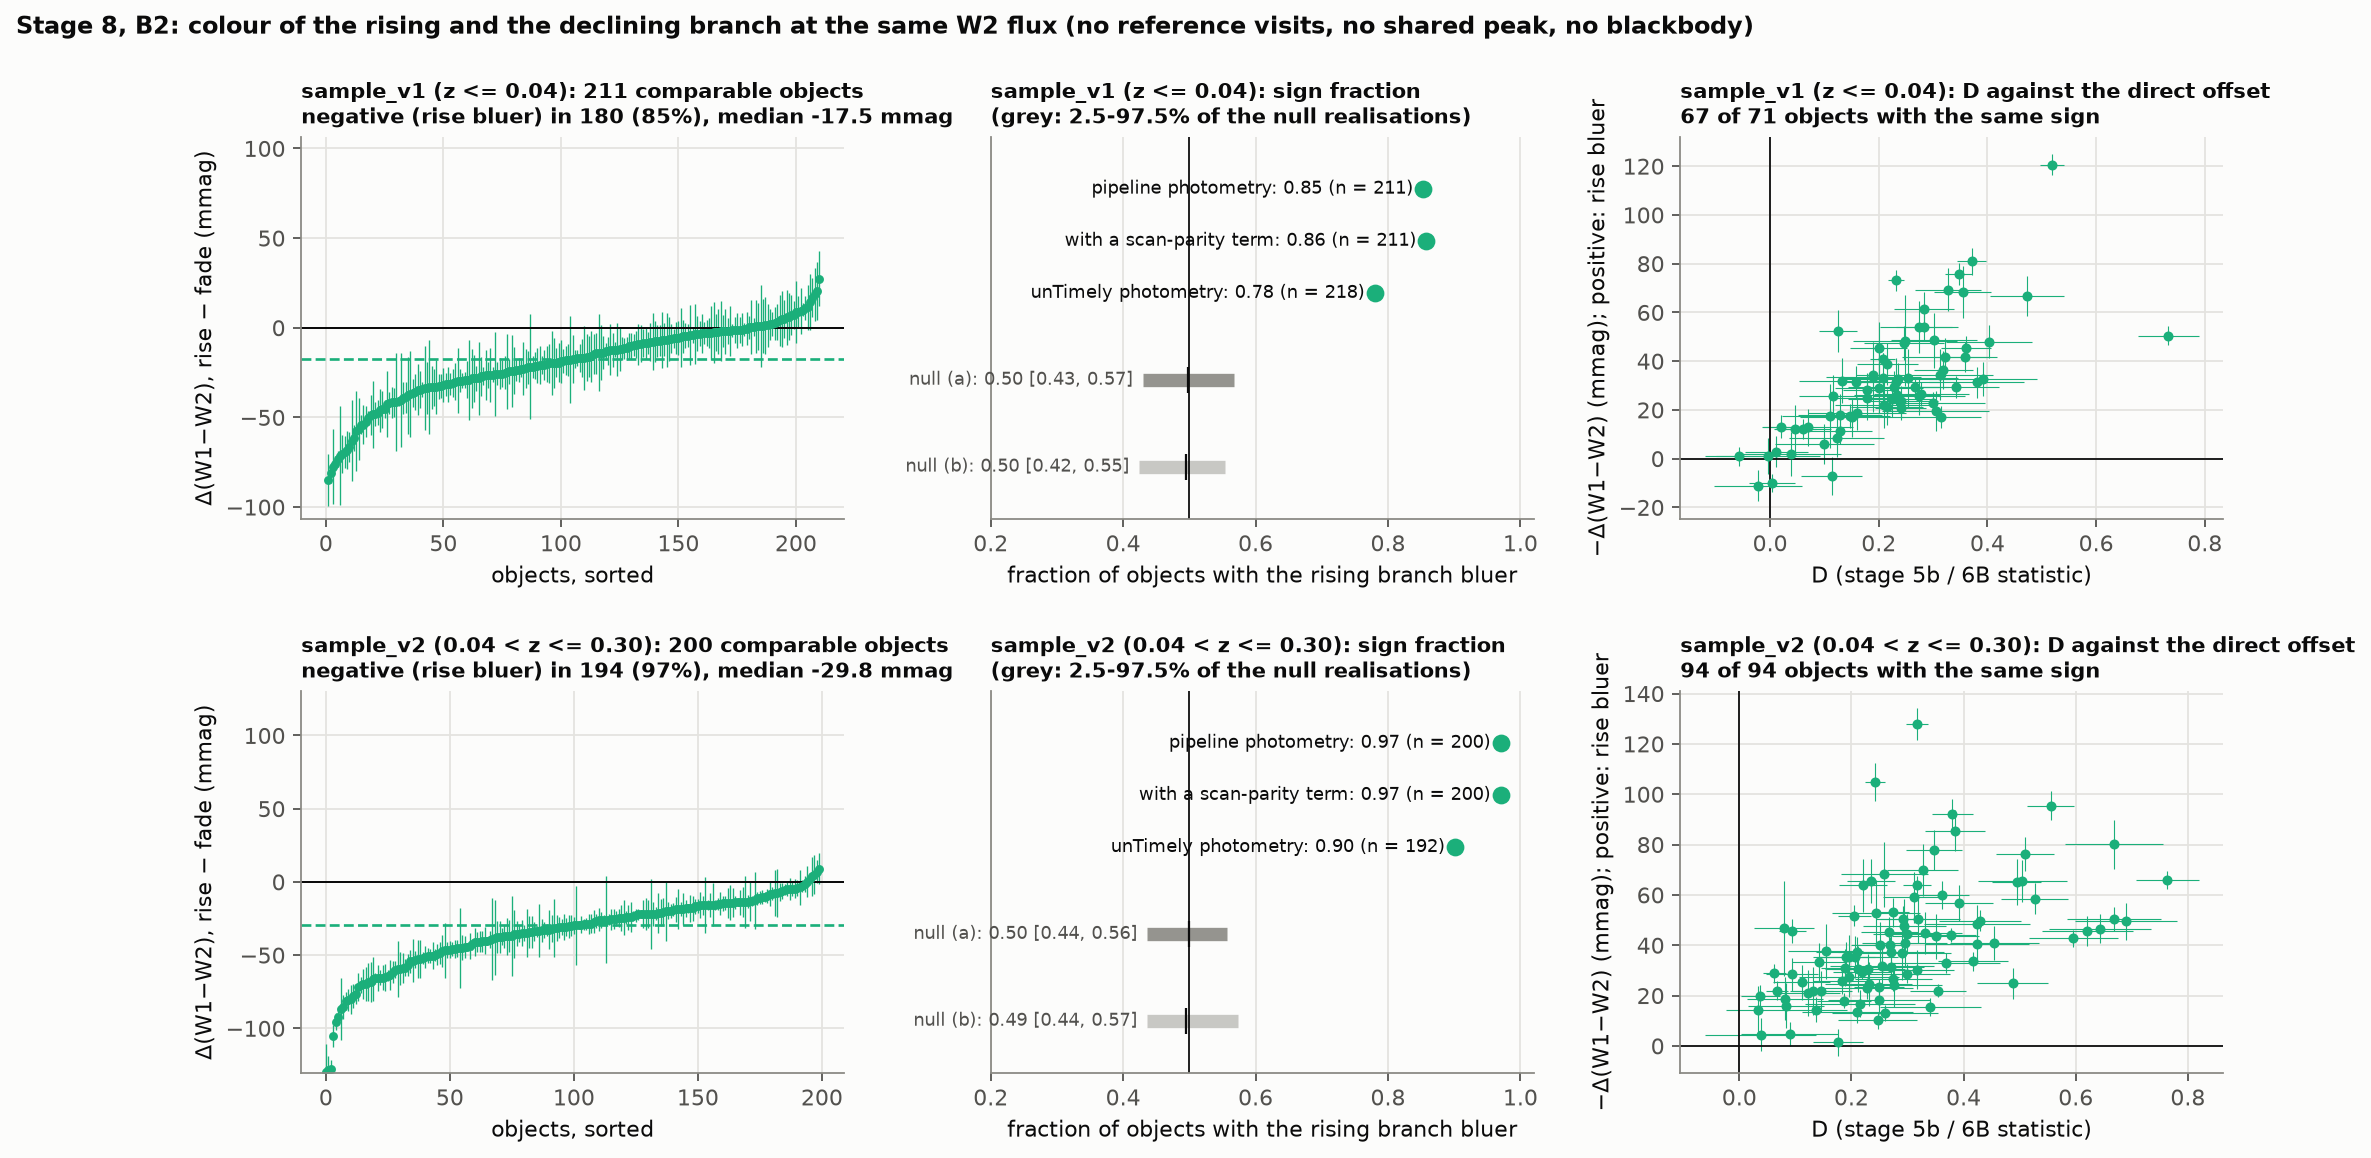 Stage 8, B2: colour of the rising and the declining branch at the same W2 flux (no reference visits, no shared peak, no blackbody)
sample_v1 (z <= 0.04): 211 comparable objects
negative (rise bluer) in 180 (85%), median -17.5 mmag
Δ(W1−W2), rise − fade (mmag)
100
50
0
−50
−100
0
50
100
150
200
objects, sorted
sample_v1 (z <= 0.04): sign fraction
(grey: 2.5-97.5% of the null realisations)
pipeline photometry: 0.85 (n = 211)
with a scan-parity term: 0.86 (n = 211)
unTimely photometry: 0.78 (n = 218)
null (a): 0.50 [0.43, 0.57]
null (b): 0.50 [0.42, 0.55]
0.2
0.4
0.6
0.8
1.0
fraction of objects with the rising branch bluer
sample_v1 (z <= 0.04): D against the direct offset
67 of 71 objects with the same sign
−Δ(W1−W2) (mmag); positive: rise bluer
120
100
80
60
40
20
0
−20
0.0
0.2
0.4
0.6
0.8
D (stage 5b / 6B statistic)
sample_v2 (0.04 < z <= 0.30): 200 comparable objects
negative (rise bluer) in 194 (97%), median -29.8 mmag
Δ(W1−W2), rise − fade (mmag)
100
50
0
−50
−100
0
50
100
150
200
objects, sorted
sample_v2 (0.04 < z <= 0.30): sign fraction
(grey: 2.5-97.5% of the null realisations)
pipeline photometry: 0.97 (n = 200)
with a scan-parity term: 0.97 (n = 200)
unTimely photometry: 0.90 (n = 192)
null (a): 0.50 [0.44, 0.56]
null (b): 0.49 [0.44, 0.57]
0.2
0.4
0.6
0.8
1.0
fraction of objects with the rising branch bluer
sample_v2 (0.04 < z <= 0.30): D against the direct offset
94 of 94 objects with the same sign
−Δ(W1−W2) (mmag); positive: rise bluer
140
120
100
80
60
40
20
0
0.0
0.2
0.4
0.6
0.8
D (stage 5b / 6B statistic)